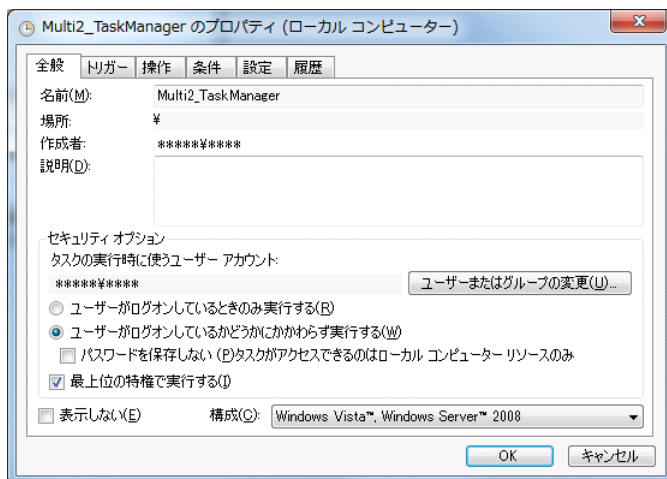 Multi2_TaskManager のプロパティ (ローカル コンピューター)
全般 トリガー 操作 条件 設定 履歴
名前(M): Multi2_TaskManager
場所: ¥
作成者: *****¥****
説明(D):
セキュリティ オプション
タスクの実行時に使うユーザー アカウント:
*****¥**** ユーザーまたはグループの変更(U)...
ユーザーがログオンしているときのみ実行する(R)
ユーザーがログオンしているかどうかにかかわらず実行する(W)
パスワードを保存しない (P)タスクがアクセスできるのはローカル コンピューター リソースのみ
最上位の特権で実行する(I)
表示しない(E) 構成(C): Windows Vista™, Windows Server™ 2008
OK キャンセル